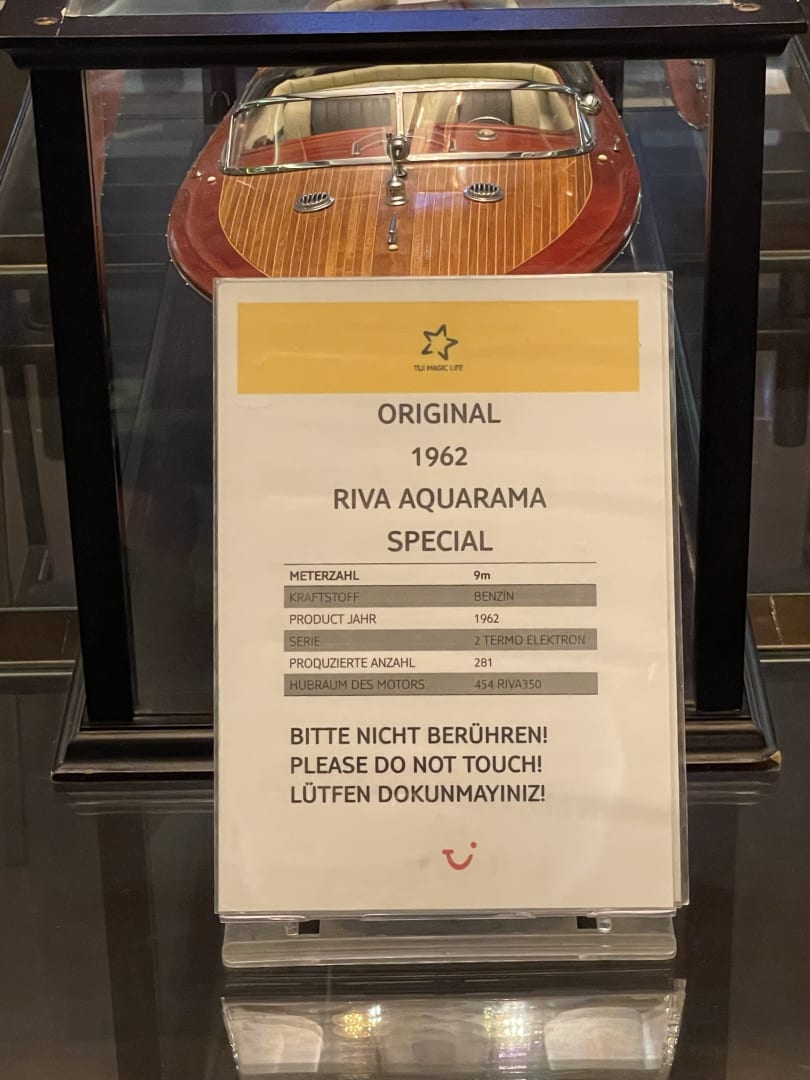 TUI MAGIC LIFE
ORIGINAL
1962
RIVA AQUARAMA
SPECIAL
METERZAHL 9m
KRAFTSTOFF BENZİN
PRODUCT JAHR 1962
SERIE 2 TERMO ELEKTRON
PROQUZIERTE ANZAHL 281
HUBRAUM DES MOTORS 454 RIVA350
BITTE NICHT BERÜHREN!
PLEASE DO NOT TOUCH!
LÜTFEN DOKUNMAYINIZ!